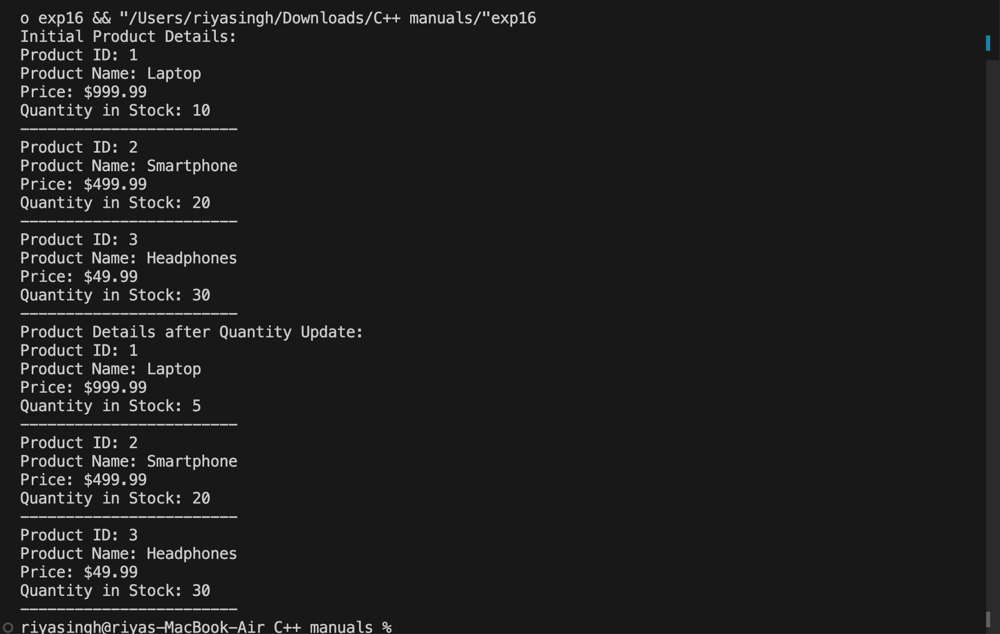 o exp16 && "/Users/riyasingh/Downloads/C++ manuals/"exp16
Initial Product Details:
Product ID: 1
Product Name: Laptop
Price: $999.99
Quantity in Stock: 10
------------------------
Product ID: 2
Product Name: Smartphone
Price: $499.99
Quantity in Stock: 20
------------------------
Product ID: 3
Product Name: Headphones
Price: $49.99
Quantity in Stock: 30
------------------------
Product Details after Quantity Update:
Product ID: 1
Product Name: Laptop
Price: $999.99
Quantity in Stock: 5
------------------------
Product ID: 2
Product Name: Smartphone
Price: $499.99
Quantity in Stock: 20
------------------------
Product ID: 3
Product Name: Headphones
Price: $49.99
Quantity in Stock: 30
------------------------
riyasingh@riyas-MacBook-Air C++ manuals %